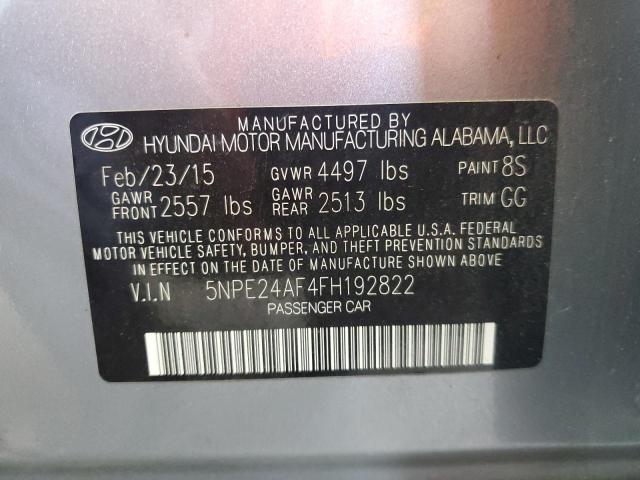 MANUFACTURED BY
HYUNDAI MOTOR MANUFACTURING ALABAMA, LLC
Feb/23/15 GVWR 4497 lbs PAINT 8S
GAWR FRONT 2557 lbs GAWR REAR 2513 lbs TRIM GG
THIS VEHICLE CONFORMS TO ALL APPLICABLE U.S.A. FEDERAL
MOTOR VEHICLE SAFETY, BUMPER, AND THEFT PREVENTION STANDARDS
IN EFFECT ON THE DATE OF MANUFACTURE SHOWN ABOVE.
V.I.N 5NPE24AF4FH192822
PASSENGER CAR